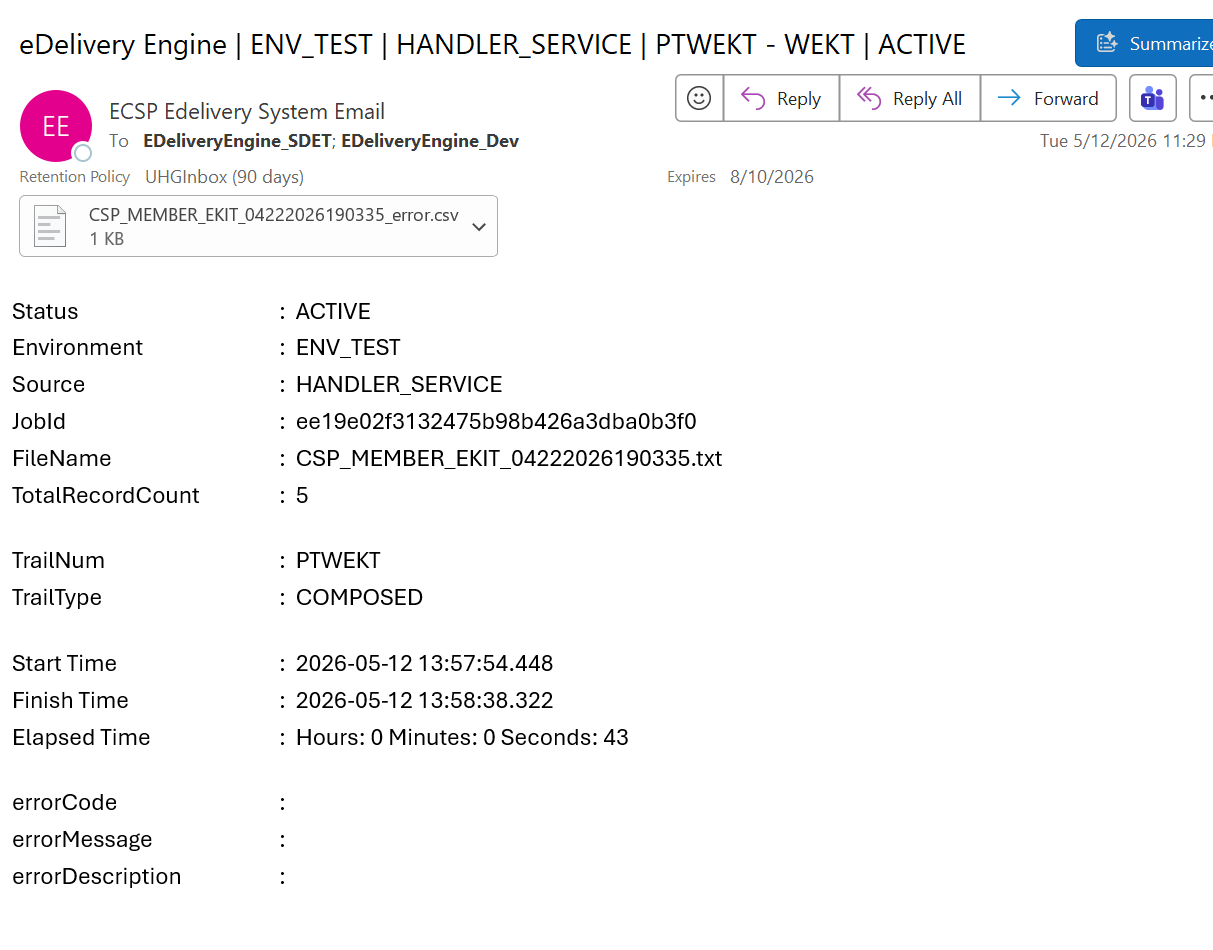 eDelivery Engine | ENV_TEST | HANDLER_SERVICE | PTWEKT - WEKT | ACTIVE
Summarize
EE
ECSP Edelivery System Email
Reply
Reply All
Forward
To EDeliveryEngine_SDET; EDeliveryEngine_Dev
Tue 5/12/2026 11:29
Retention Policy UHGInbox (90 days)
Expires 8/10/2026
CSP_MEMBER_EKIT_04222026190335_error.csv
1 KB
Status : ACTIVE
Environment : ENV_TEST
Source : HANDLER_SERVICE
JobId : ee19e02f3132475b98b426a3dba0b3f0
FileName : CSP_MEMBER_EKIT_04222026190335.txt
TotalRecordCount : 5
TrailNum : PTWEKT
TrailType : COMPOSED
Start Time : 2026-05-12 13:57:54.448
Finish Time : 2026-05-12 13:58:38.322
Elapsed Time : Hours: 0 Minutes: 0 Seconds: 43
errorCode :
errorMessage :
errorDescription :